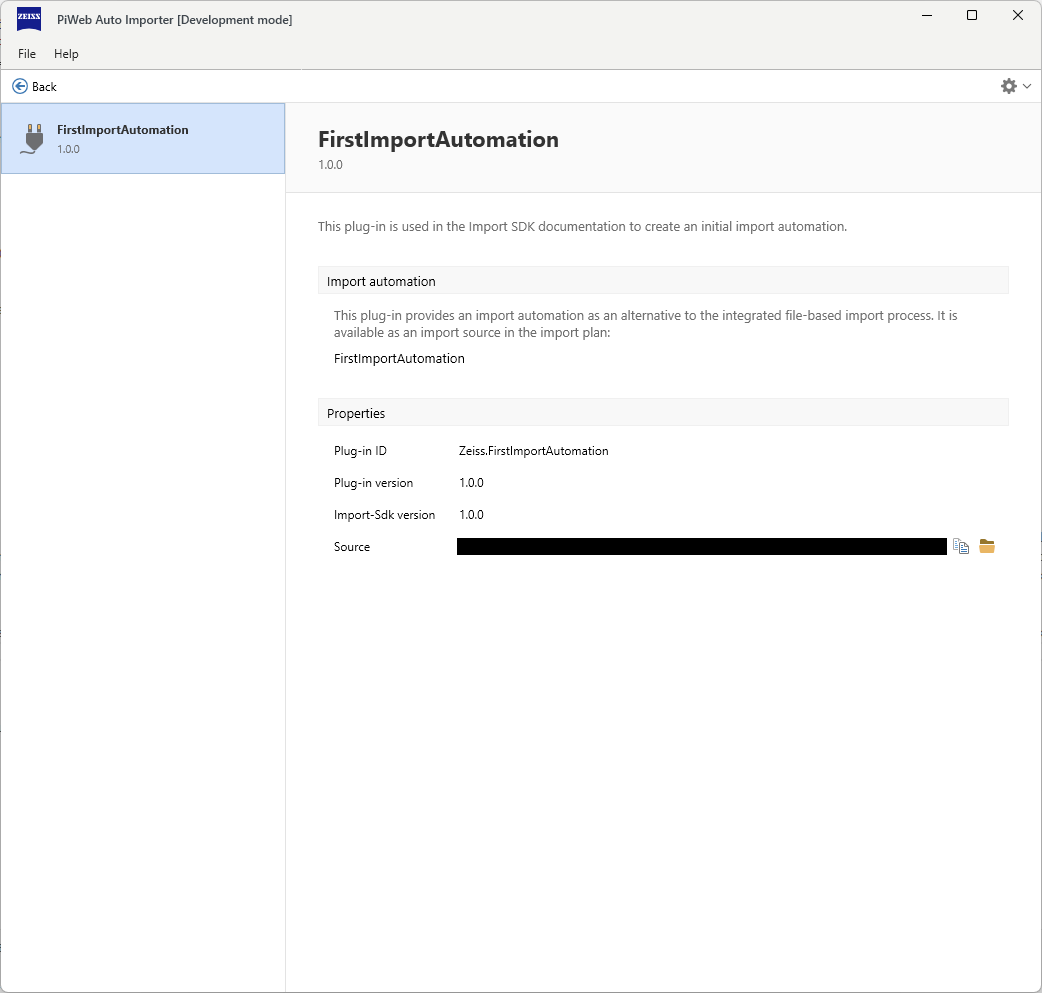 ZEISS
PiWeb Auto Importer [Development mode]
File Help
Back
FirstImportAutomation
1.0.0
FirstImportAutomation
1.0.0
This plug-in is used in the Import SDK documentation to create an initial import automation.
Import automation
This plug-in provides an import automation as an alternative to the integrated file-based import process. It is
available as an import source in the import plan:
FirstImportAutomation
Properties
Plug-in ID Zeiss.FirstImportAutomation
Plug-in version 1.0.0
Import-Sdk version 1.0.0
Source